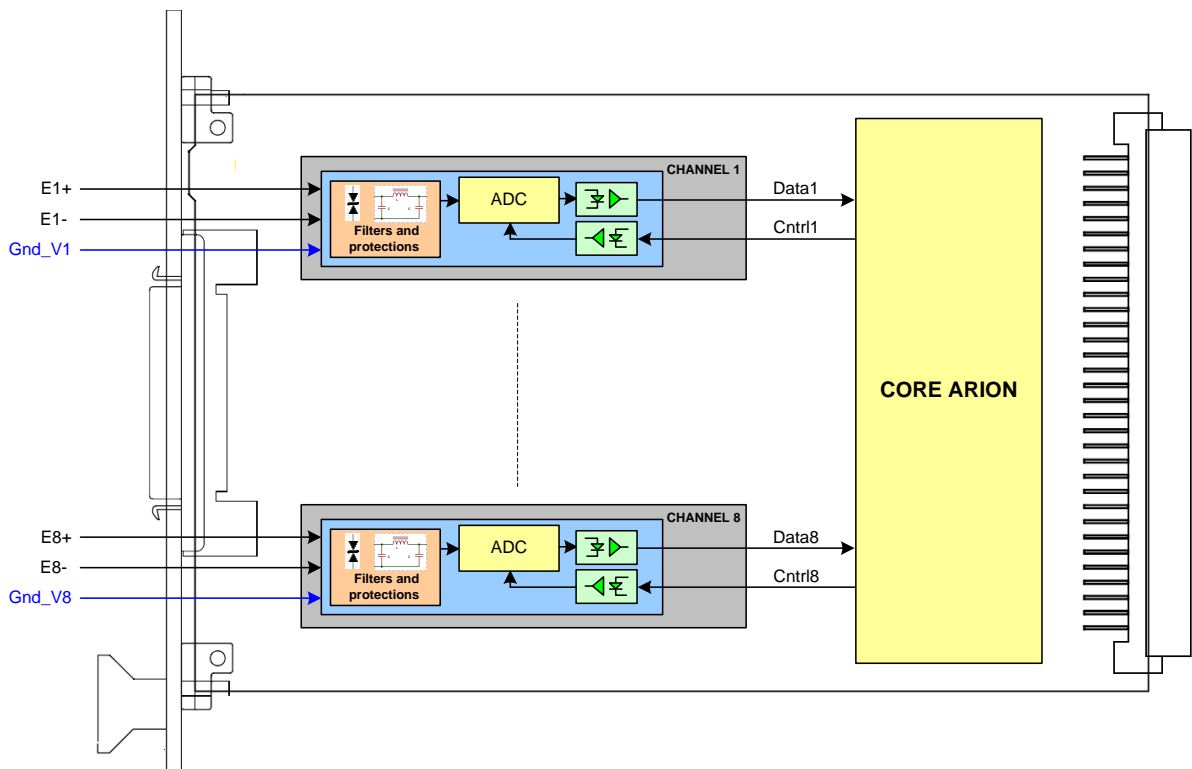 CHANNEL 1
E1+
E1-
Gnd_V1
Filters and
protections
ADC
Data1
Cntrl1
CORE ARION
CHANNEL 8
E8+
E8-
Gnd_V8
Filters and
protections
ADC
Data8
Cntrl8